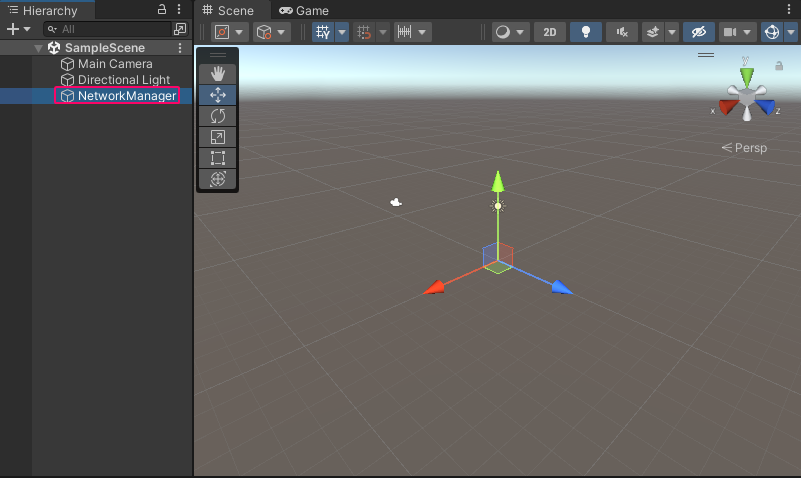 Hierarchy
All
SampleScene
Main Camera
Directional Light
NetworkManager
Scene
Game
2D
y
x
z
Persp